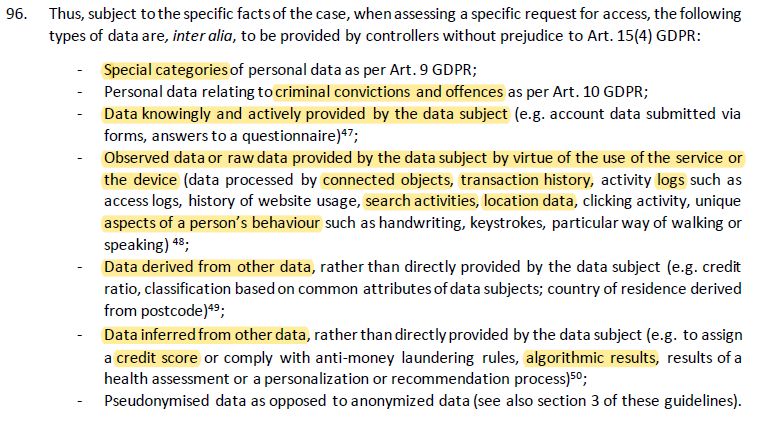 96. Thus, subject to the specific facts of the case, when assessing a specific request for access, the following
types of data are, inter alia, to be provided by controllers without prejudice to Art. 15(4) GDPR:
- Special categories of personal data as per Art. 9 GDPR;
- Personal data relating to criminal convictions and offences as per Art. 10 GDPR;
- Data knowingly and actively provided by the data subject (e.g. account data submitted via
forms, answers to a questionnaire)47;
- Observed data or raw data provided by the data subject by virtue of the use of the service or
the device (data processed by connected objects, transaction history, activity logs such as
access logs, history of website usage, search activities, location data, clicking activity, unique
aspects of a person's behaviour such as handwriting, keystrokes, particular way of walking or
speaking) 48;
- Data derived from other data, rather than directly provided by the data subject (e.g. credit
ratio, classification based on common attributes of data subjects; country of residence derived
from postcode)49;
- Data inferred from other data, rather than directly provided by the data subject (e.g. to assign
a credit score or comply with anti-money laundering rules, algorithmic results, results of a
health assessment or a personalization or recommendation process)50;
- Pseudonymised data as opposed to anonymized data (see also section 3 of these guidelines).